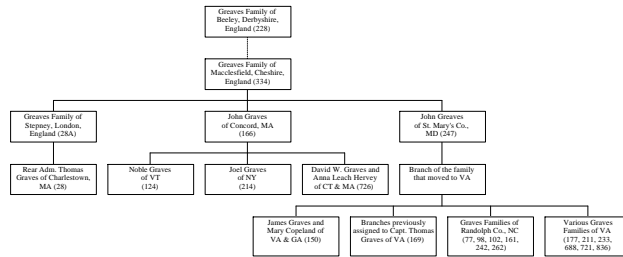 Greaves Family of
Beeley, Derbyshire,
England (228)
Greaves Family of
Macclesfield, Cheshire,
England (334)
Greaves Family of
Stepney, London,
England (28A)
John Graves
of Concord, MA
(166)
John Greaves
of St. Mary's Co.,
MD (247)
Rear Adm. Thomas
Graves of Charlestown,
MA (28)
Noble Graves
of VT
(124)
Joel Graves
of NY
(214)
David W. Graves and
Anna Leach Hervey
of CT & MA (726)
Branch of the family
that moved to VA
James Graves and
Mary Copeland of
VA & GA (150)
Branches previously
assigned to Capt. Thomas
Graves of VA (169)
Graves Families of
Randolph Co., NC
(77, 98, 102, 161,
242, 262)
Various Graves
Families of VA
(177, 211, 233,
688, 721, 836)